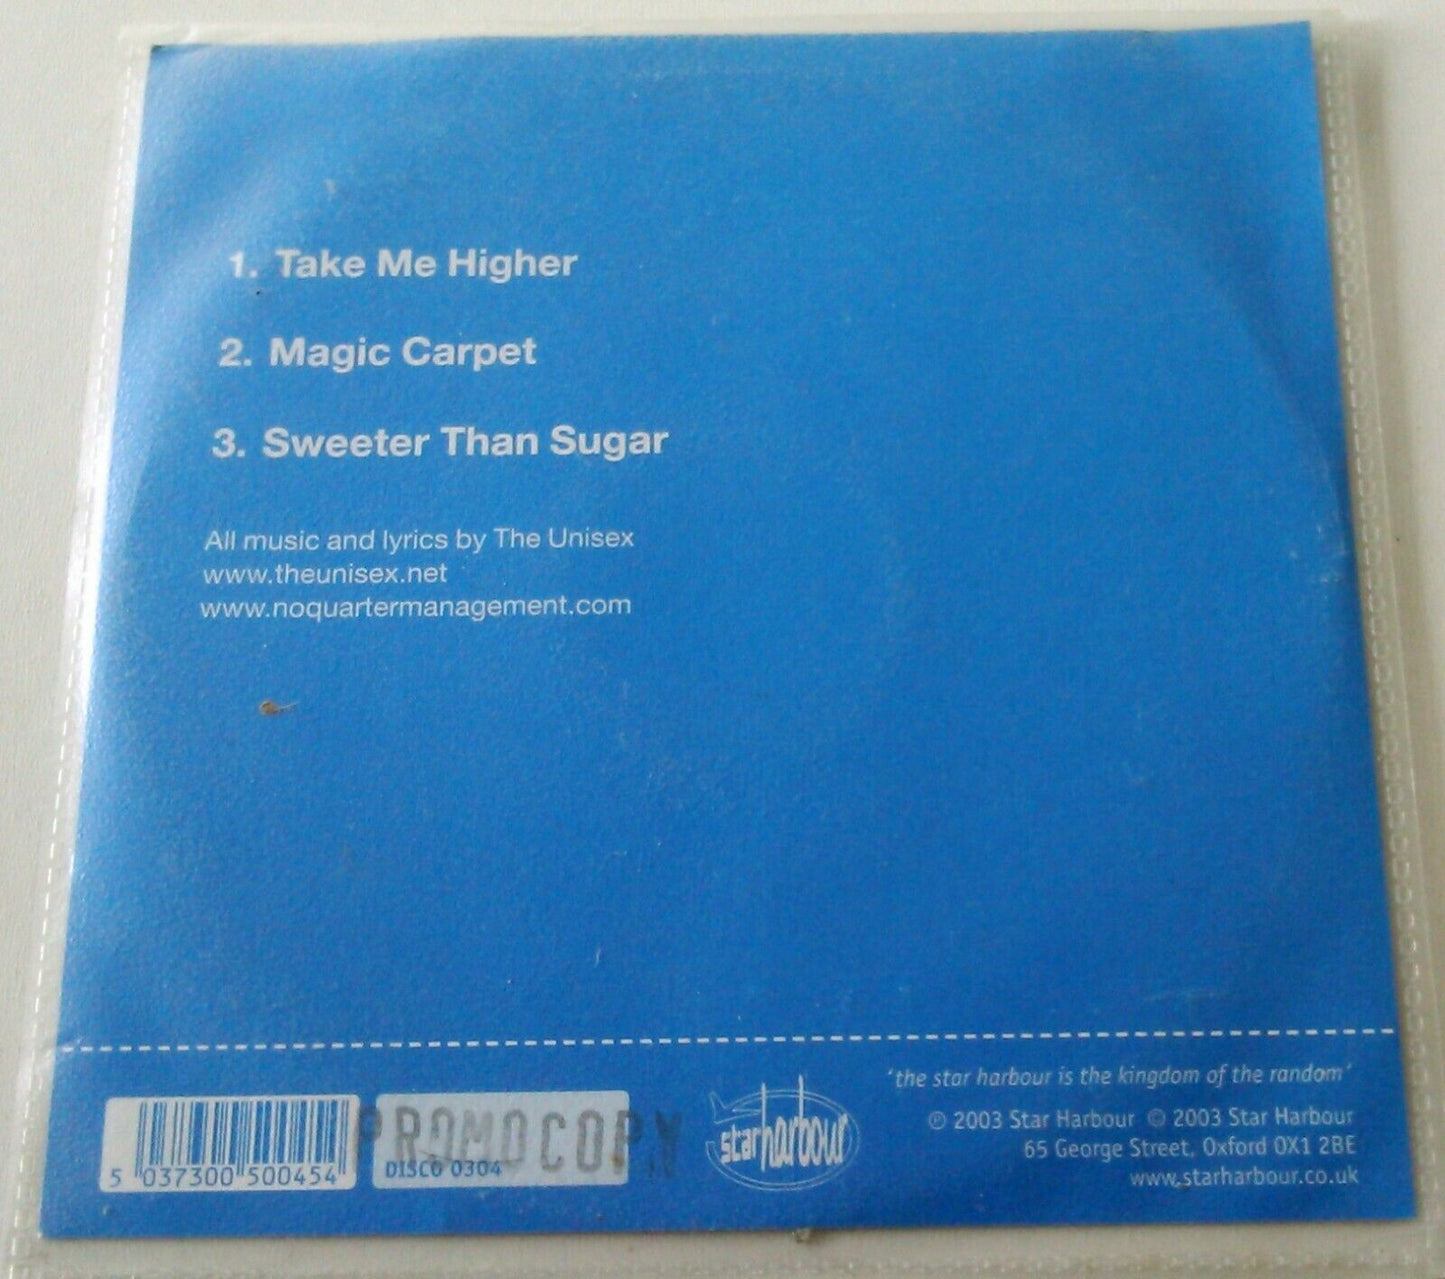 1. Take Me Higher
2. Magic Carpet
3. Sweeter Than Sugar
All music and lyrics by The Unisex
www.theunisex.net
www.noquartermanagement.com
'the star harbour is the kingdom of the random'
℗ 2003 Star Harbour © 2003 Star Harbour
65 George Street, Oxford OX1 2BE
www.starharbour.co.uk
starharbour
PROMO COPY
DISCO 0304
5 037300 500454